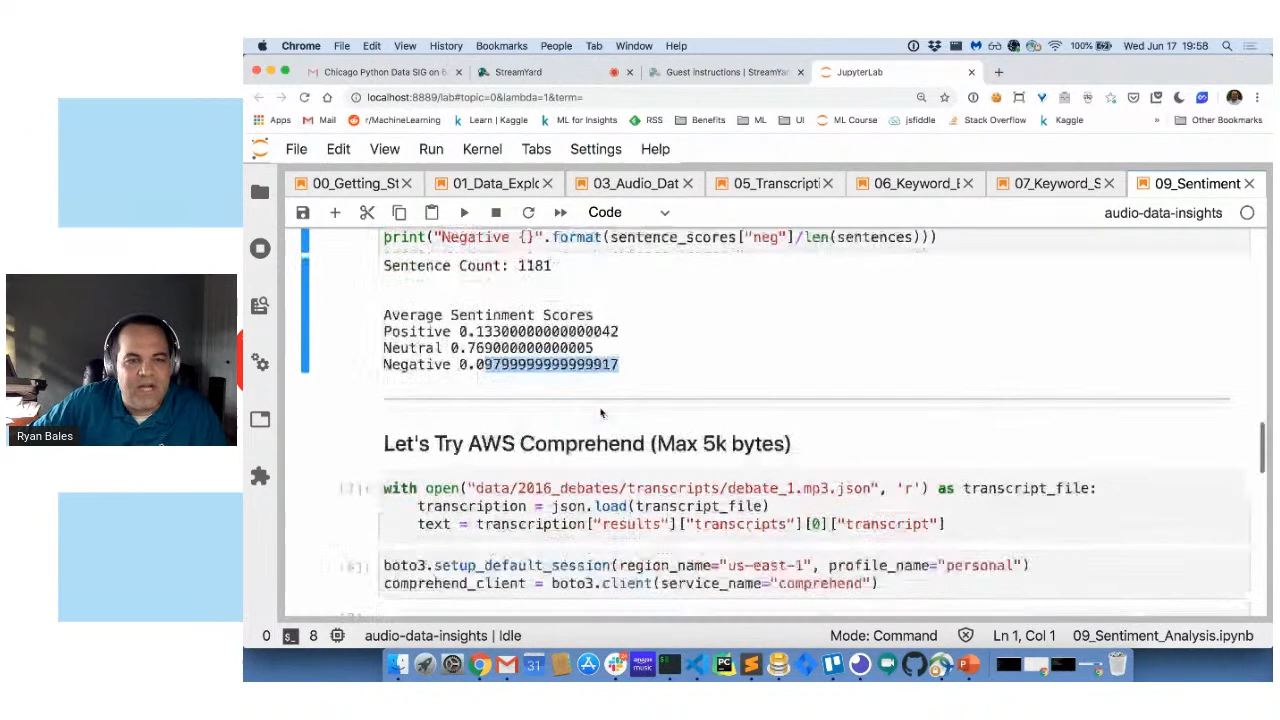 Chrome File Edit View History Bookmarks People Tab Window Help 100% Wed Jun 17 19:58
Chicago Python Data SIG on 6 StreamYard Guest Instructions | StreamYar JupyterLab
localhost:8889/lab#topic=0&lambda=1&term=
Apps Mail r/MachineLearning Learn | Kaggle ML for Insights RSS Benefits ML UI ML Course jsfiddle Stack Overflow Kaggle » Other Bookmarks
File Edit View Run Kernel Tabs Settings Help
00_Getting_St 01_Data_Explo 03_Audio_Dat 05_Transcripti 06_Keyword_E 07_Keyword_S 09_Sentiment
Code audio-data-insights
print("Negative {}".format(sentence_scores["neg"]/len(sentences)))
Sentence Count: 1181
Average Sentinment Scores
Positive 0.13300000000000042
Neutral 0.769000000000005
Negative 0.09799999999999917
Let's Try AWS Comprehend (Max 5k bytes)
with open("data/2016_debates/transcripts/debate_1.mp3.json", 'r') as transcript_file:
transcription = json.load(transcript_file)
text = transcription["results"]["transcripts"][0]["transcript"]
boto3.setup_default_session(region_name="us-east-1", profile_name="personal")
comprehend_client = boto3.client(service_name="comprehend")
0 8 audio-data-insights | Idle Mode: Command Ln 1, Col 1 09_Sentiment_Analysis.ipynb
Ryan Bales